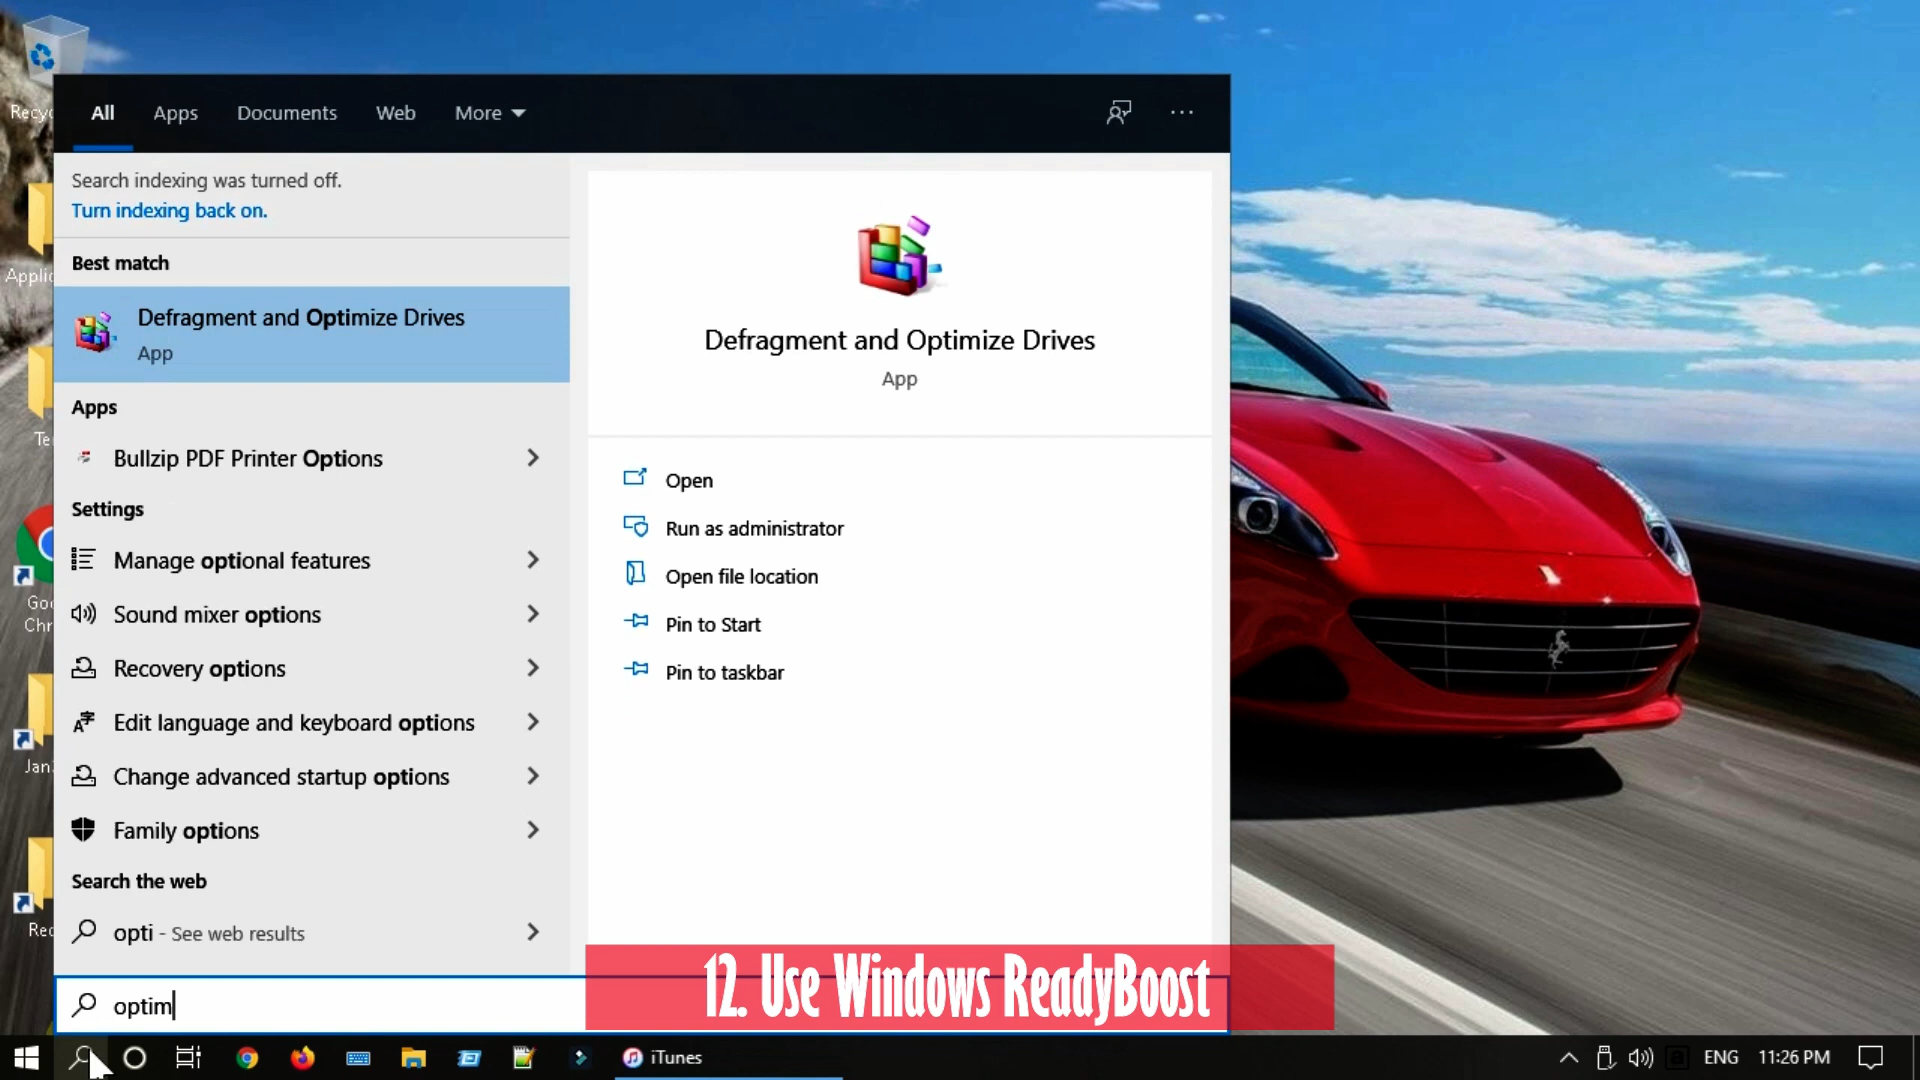 All Apps Documents Web More
Search indexing was turned off.
Turn indexing back on.
Best match
Defragment and Optimize Drives
App
Apps
Bullzip PDF Printer Options
Settings
Manage optional features
Sound mixer options
Recovery options
Edit language and keyboard options
Change advanced startup options
Family options
Search the web
opti - See web results
optim
Defragment and Optimize Drives
App
Open
Run as administrator
Open file location
Pin to Start
Pin to taskbar
12. Use Windows ReadyBoost
iTunes
ENG 11:26 PM